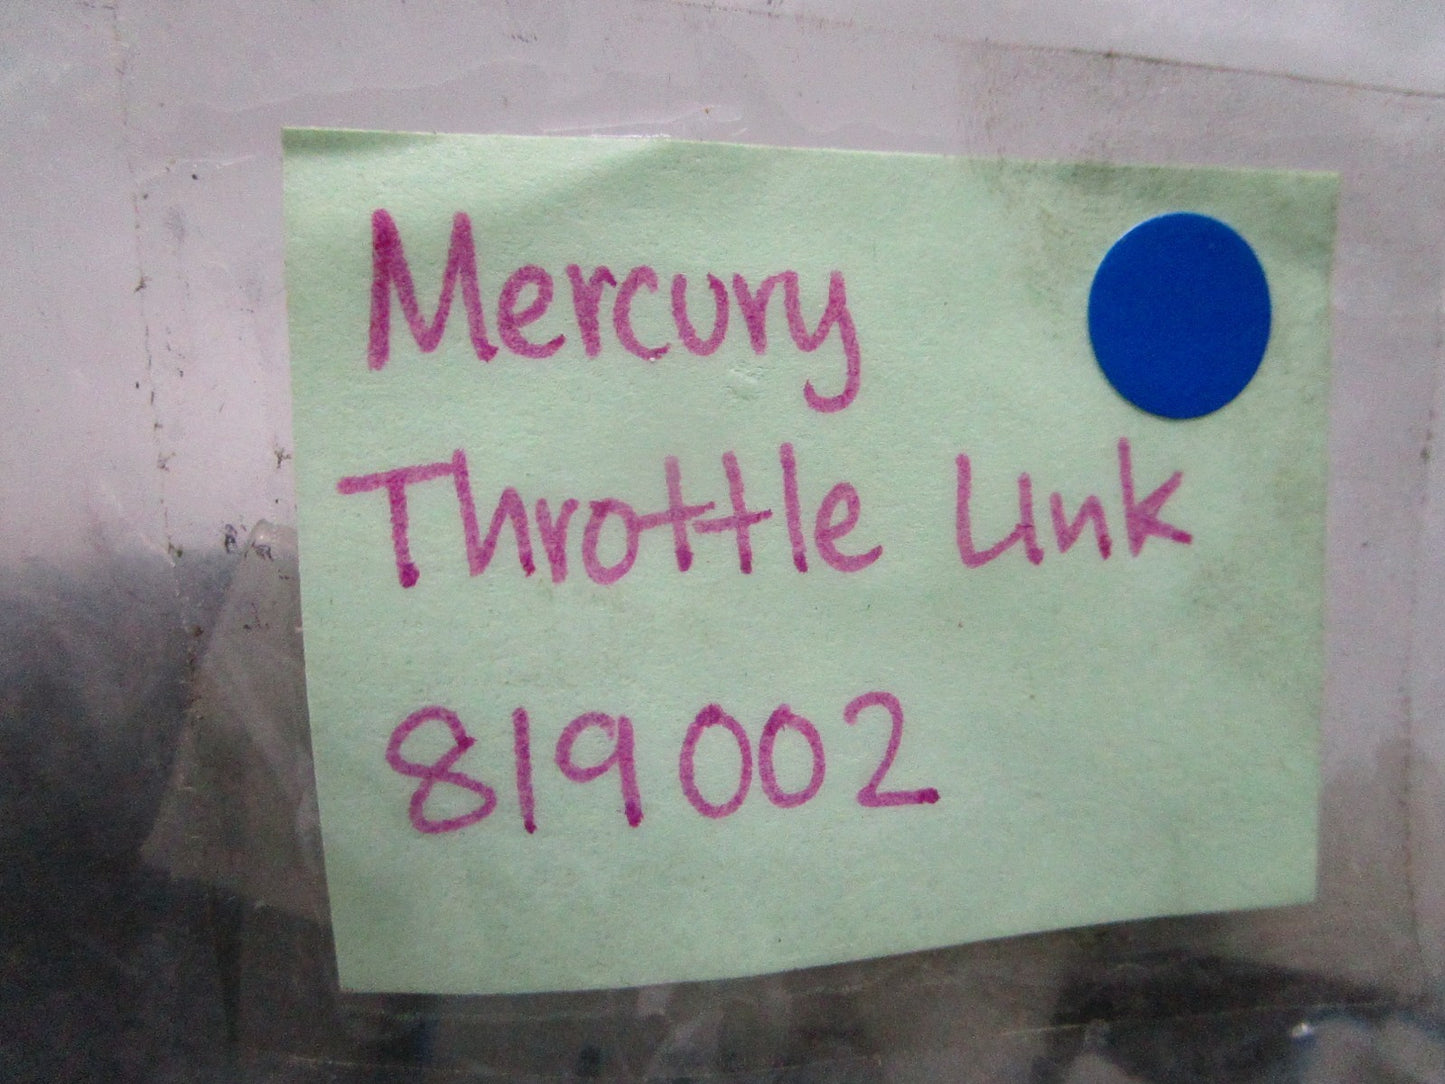 Mercury
Throttle Link
819002